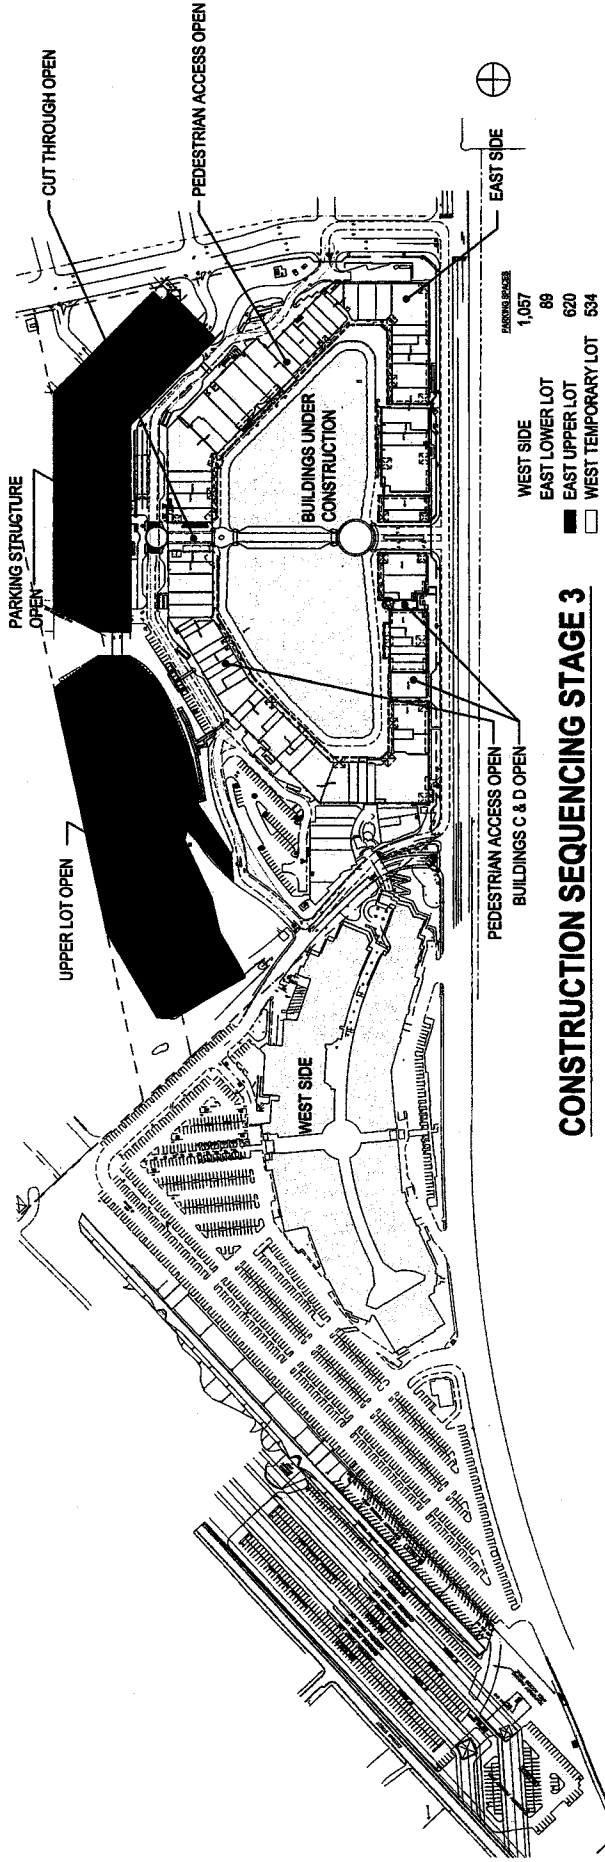 CUT THROUGH OPEN
PEDESTRIAN ACCESS OPEN
PARKING STRUCTURE
OPEN
UPPER LOT OPEN
BUILDINGS UNDER
CONSTRUCTION
EAST SIDE
WEST SIDE
PEDESTRIAN ACCESS OPEN
BUILDINGS C & D OPEN
PARKING SPACES
WEST SIDE 1,057
EAST LOWER LOT 89
EAST UPPER LOT 620
WEST TEMPORARY LOT 534
CONSTRUCTION SEQUENCING STAGE 3